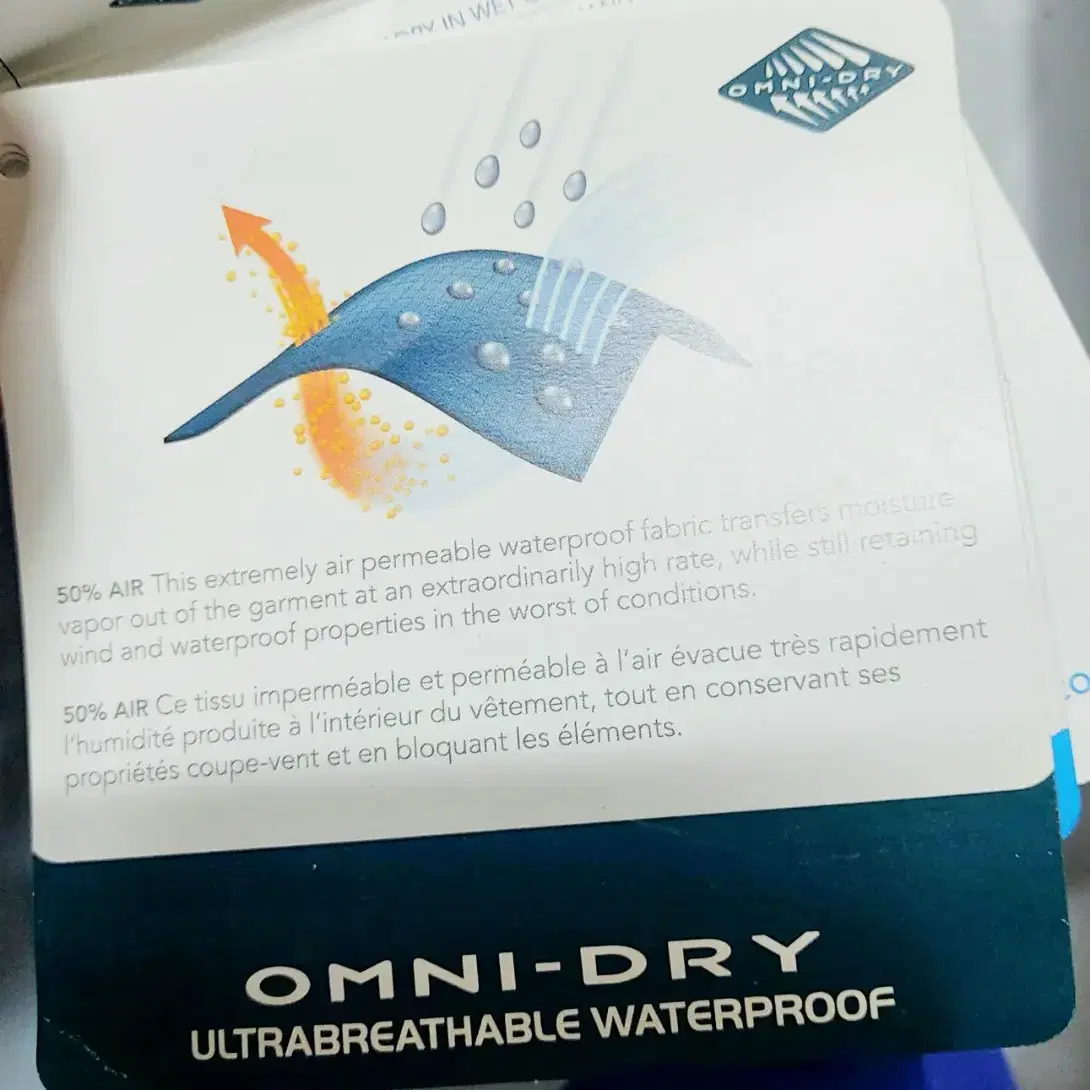 IN WET
OMNI-DRY
50% AIR This extremely air permeable waterproof fabric transfers moisture
vapor out of the garment at an extraordinarily high rate, while still retaining
wind and waterproof properties in the worst of conditions.
50% AIR Ce tissu imperméable et perméable à l'air évacue très rapidement
l'humidité produite à l'intérieur du vêtement, tout en conservant ses
propriétés coupe-vent et en bloquant les éléments.
OMNI-DRY
ULTRABREATHABLE WATERPROOF